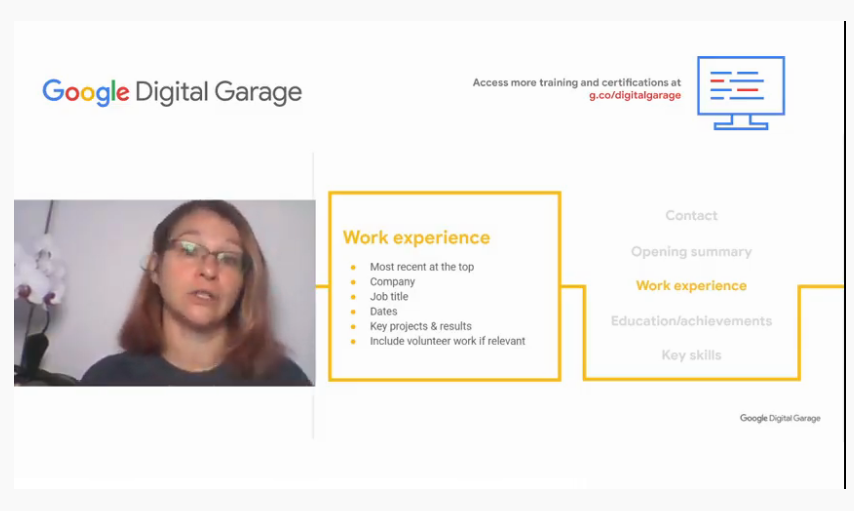 Google Digital Garage
Access more training and certifications at
g.co/digitalgarage
Work experience
Most recent at the top
Company
Job title
Dates
Key projects & results
Include volunteer work if relevant
Contact
Opening summary
Work experience
Education/achievements
Key skills
Google Digital Garage